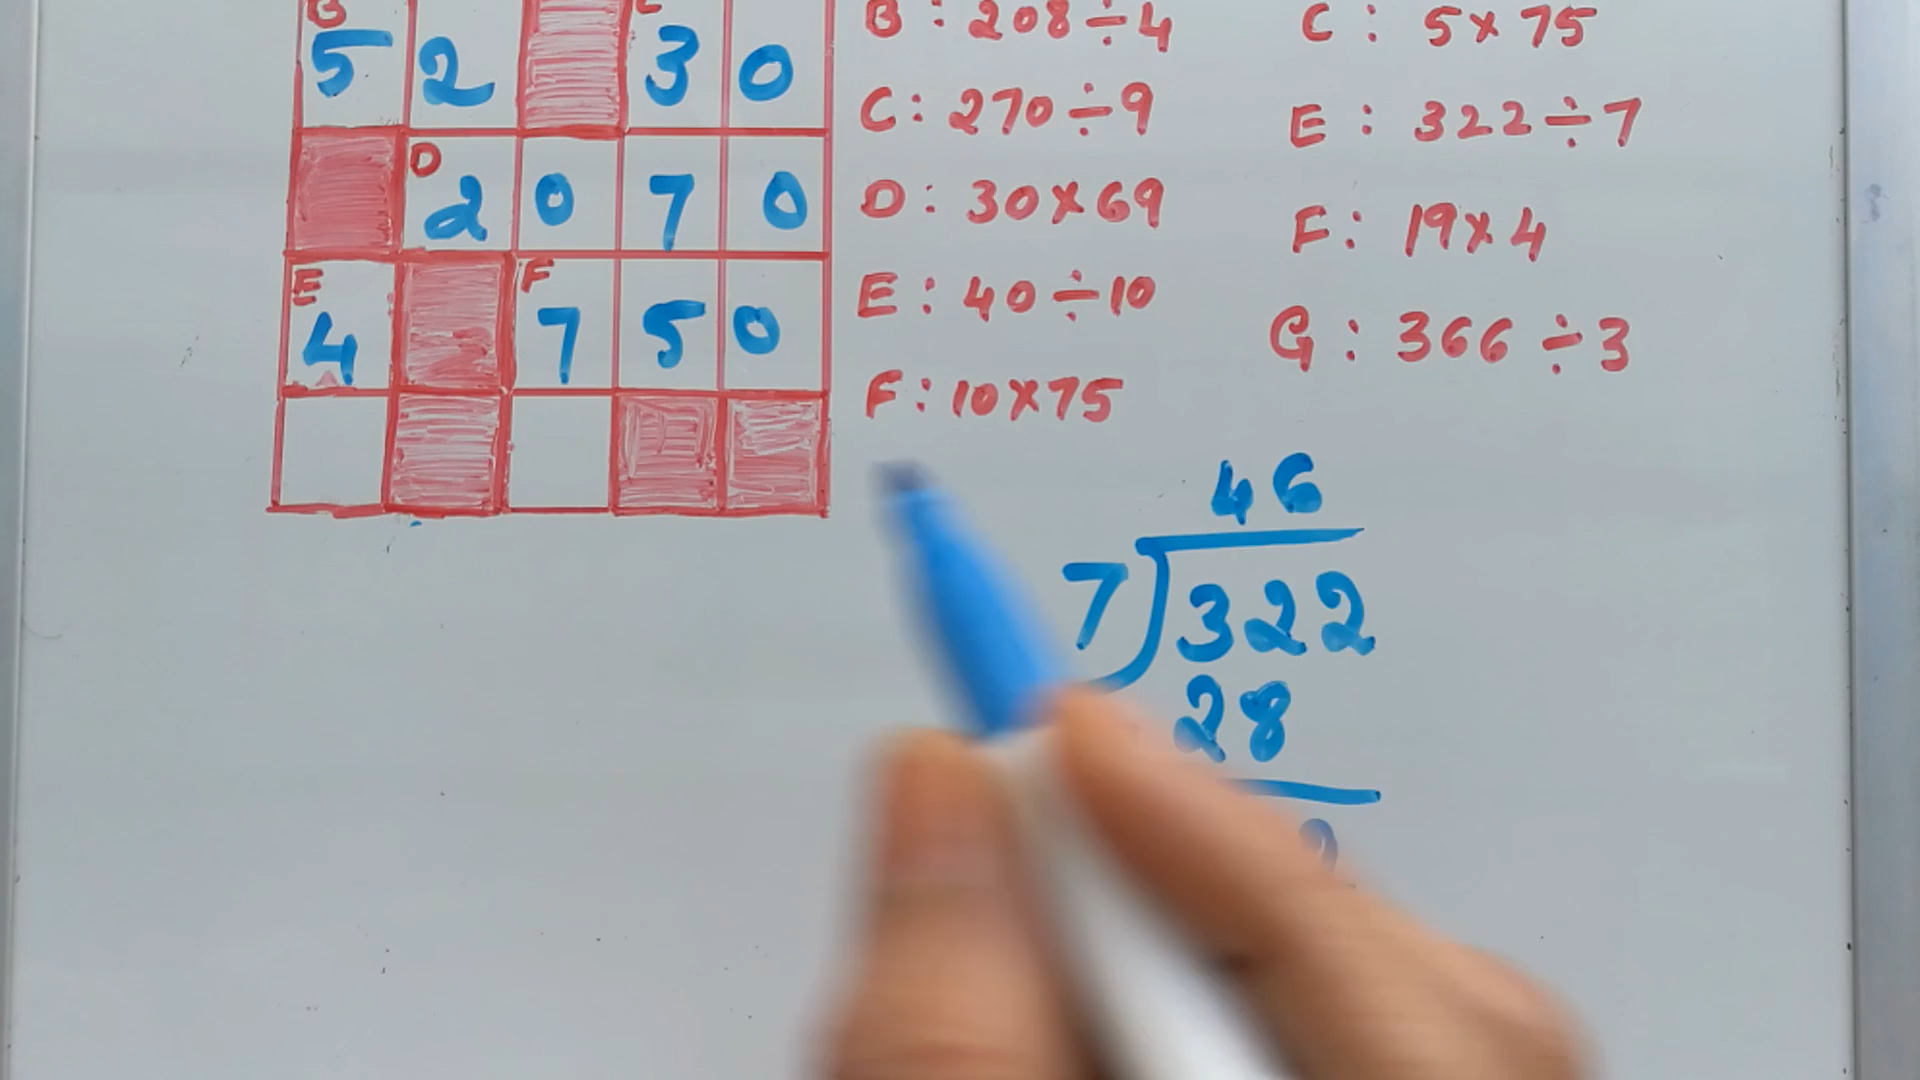 B
5 2 3 0
D
2 0 7 0
E F
4 7 5 0
B : 208÷4
C : 270÷9
D : 30×69
E : 40÷10
F : 10×75
C : 5×75
E : 322÷7
F : 19×4
G : 366÷3
46
7 322
28